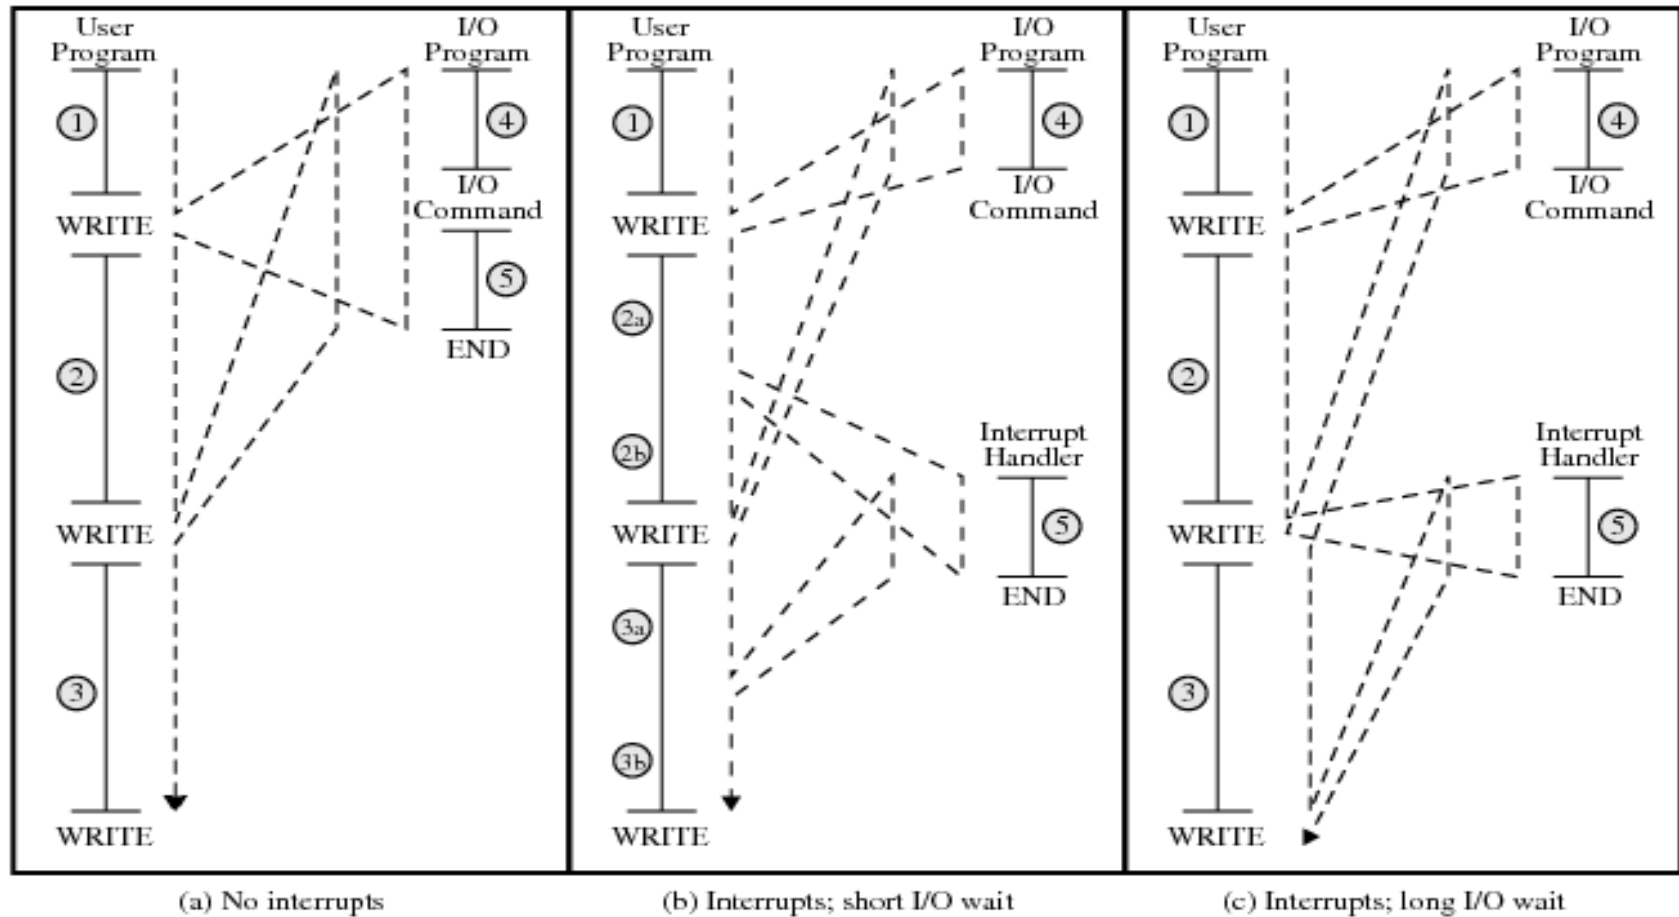 User
Program
I/O
Program
1
4
I/O
Command
WRITE
5
END
2
WRITE
3
WRITE
(a) No interrupts
User
Program
I/O
Program
1
4
I/O
Command
WRITE
2a
2b
Interrupt
Handler
5
WRITE
END
3a
3b
WRITE
(b) Interrupts; short I/O wait
User
Program
I/O
Program
1
4
I/O
Command
WRITE
2
Interrupt
Handler
5
WRITE
END
3
WRITE
(c) Interrupts; long I/O wait